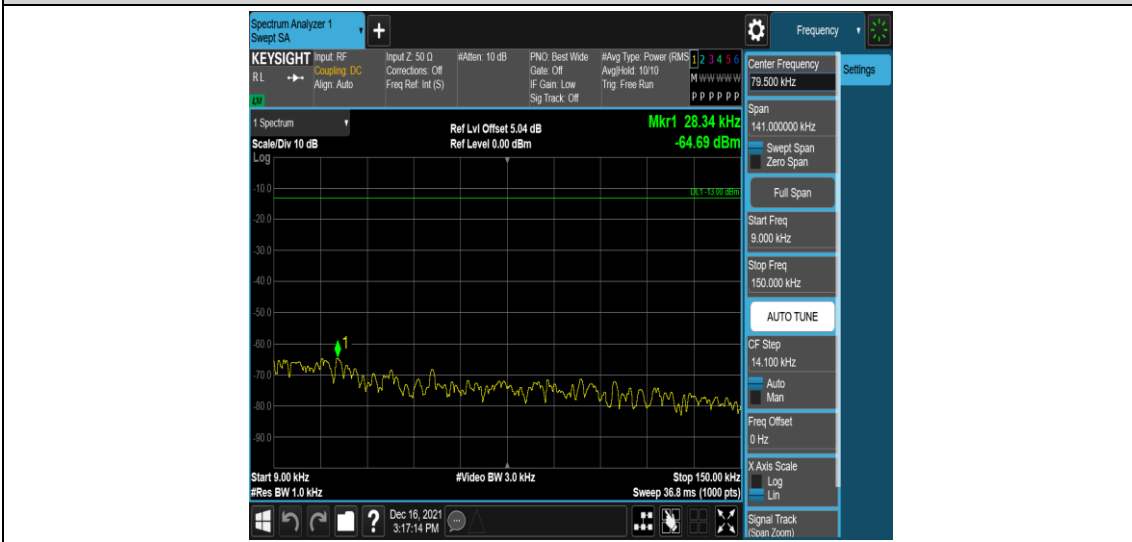 Spectrum Analyzer 1
Swept SA
+
Frequency
KEYSIGHT
RL
LXI
Input: RF
Coupling: DC
Align: Auto
Input Z: 50 Ω
Corrections: Off
Freq Ref: Int (S)
#Atten: 10 dB
PNO: Best Wide
Gate: Off
IF Gain: Low
Sig Track: Off
#Avg Type: Power (RMS
Avg|Hold: 10/10
Trig: Free Run
1 2 3 4 5 6
M W W W W W
P P P P P P
Center Frequency
79.500 kHz
Settings
Span
141.000000 kHz
Swept Span
Zero Span
Full Span
Start Freq
9.000 kHz
Stop Freq
150.000 kHz
AUTO TUNE
CF Step
14.100 kHz
Auto
Man
Freq Offset
0 Hz
X Axis Scale
Log
Lin
Signal Track
(Span Zoom)
1 Spectrum
Scale/Div 10 dB
Log
Ref Lvl Offset 5.04 dB
Ref Level 0.00 dBm
Mkr1 28.34 kHz
-64.69 dBm
DL1 -13.00 dBm
-10.0
-20.0
-30.0
-40.0
-50.0
-60.0
-70.0
-80.0
-90.0
1
Start 9.00 kHz
#Res BW 1.0 kHz
#Video BW 3.0 kHz
Stop 150.00 kHz
Sweep 36.8 ms (1000 pts)
?
Dec 16, 2021
3:17:14 PM